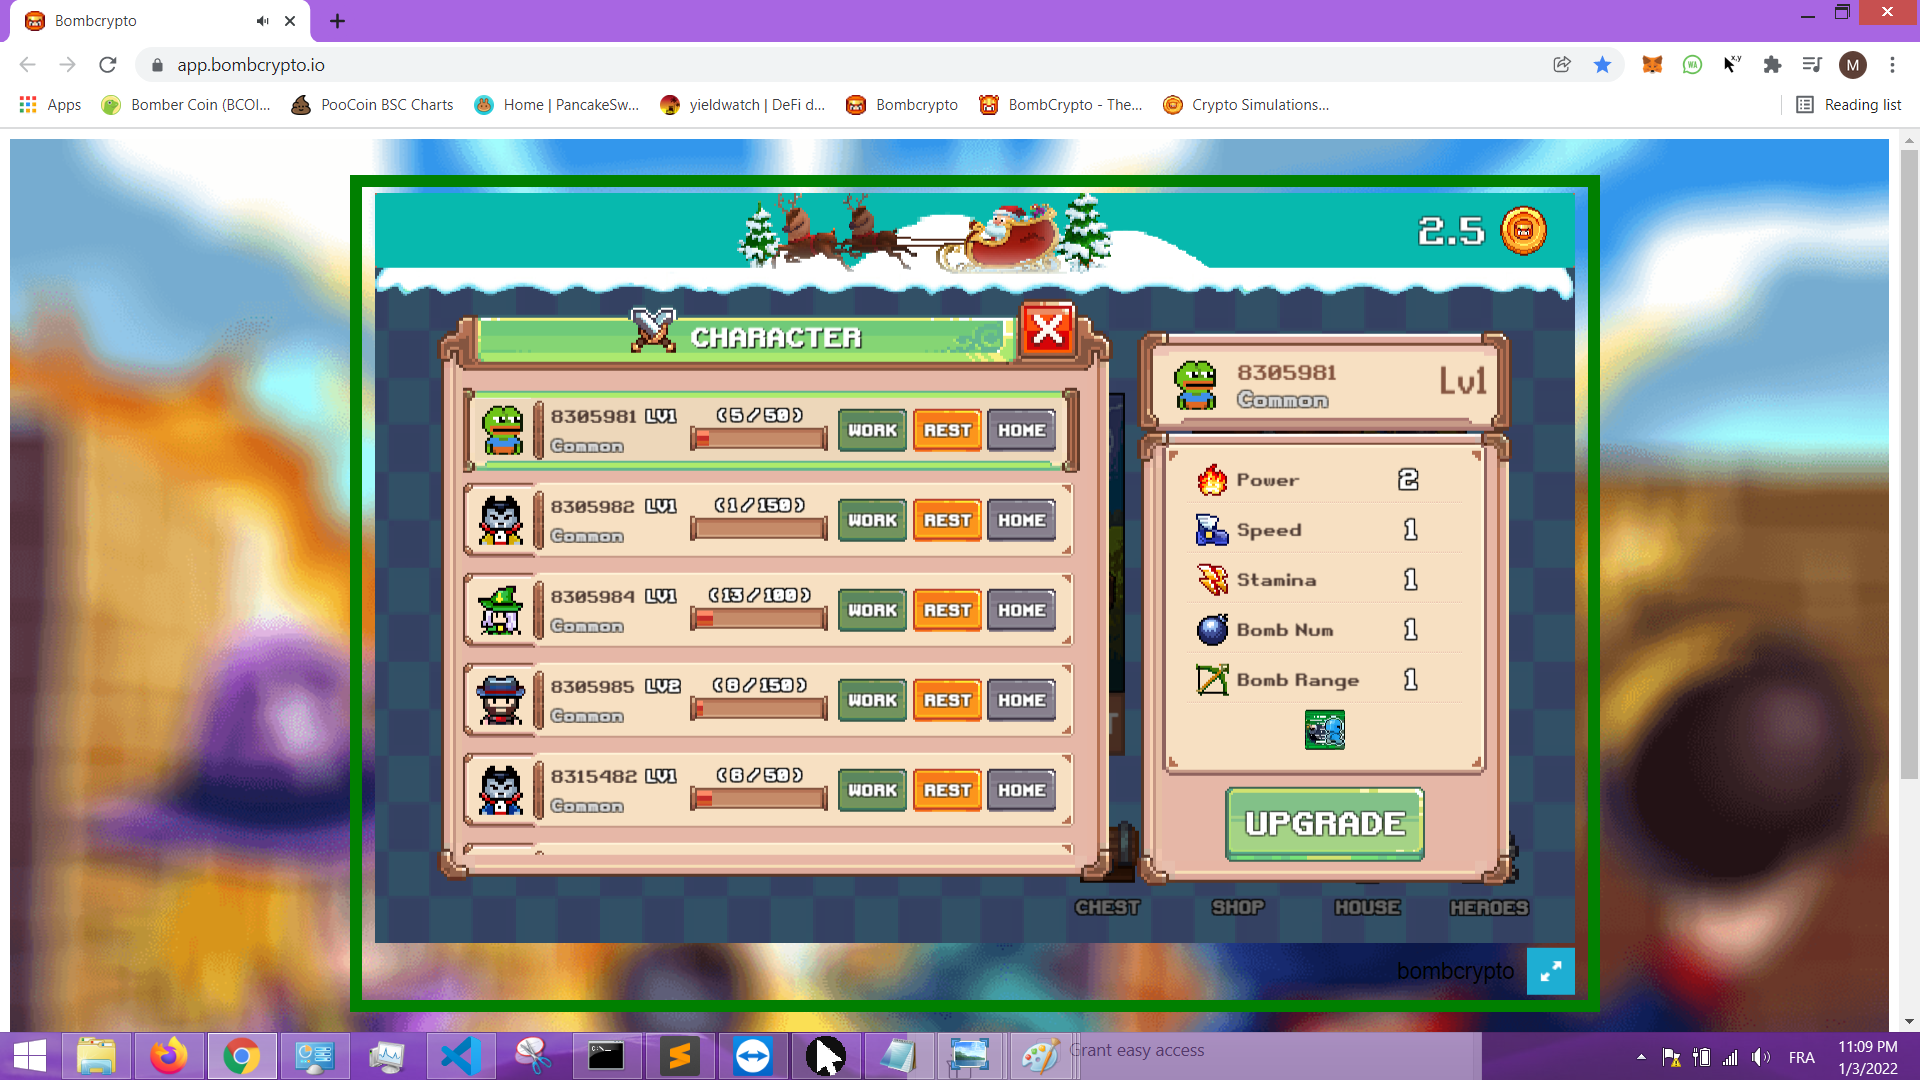 Bombcrypto
app.bombcrypto.io
M
Apps
Bomber Coin (BCOI...
PooCoin BSC Charts
Home | PancakeSw...
yieldwatch | DeFi d...
Bombcrypto
BombCrypto - The...
Crypto Simulations...
Reading list
2.5
CHARACTER
8305981 LV1 (5/50)
Common
WORK REST HOME
8305982 LV1 (1/150)
Common
WORK REST HOME
8305984 LV1 (13/100)
Common
WORK REST HOME
8305985 LV2 (8/150)
Common
WORK REST HOME
8315482 LV1 (6/50)
Common
WORK REST HOME
8305981
Common
Lv1
Power 2
Speed 1
Stamina 1
Bomb Num 1
Bomb Range 1
UPGRADE
CHEST SHOP HOUSE HEROES
bombcrypto
Grant easy access
FRA
11:09 PM
1/3/2022